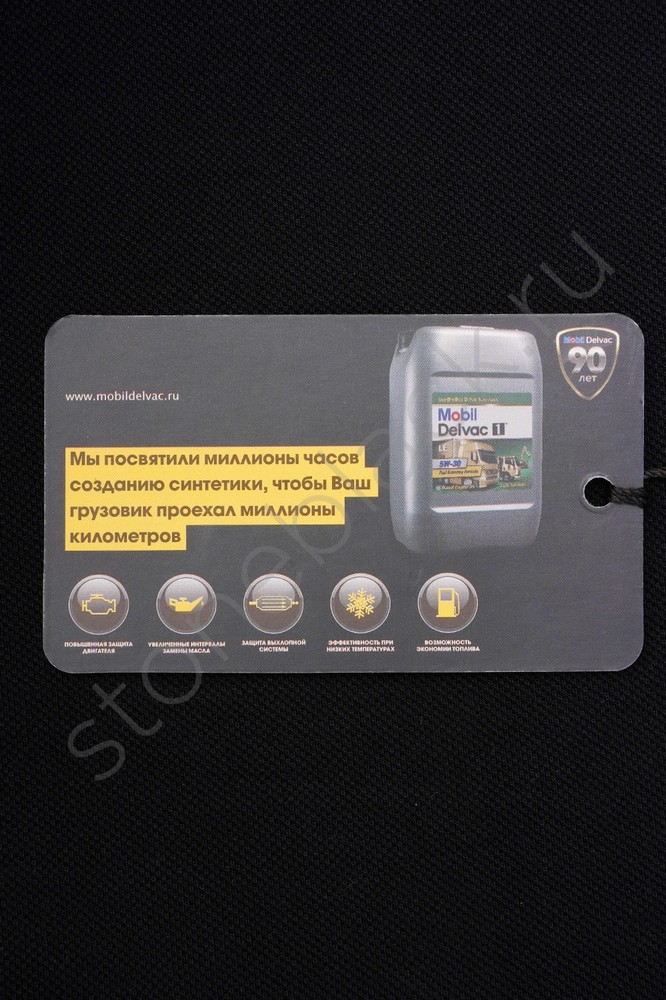 Mobil Delvac
90
лет
www.mobildelvac.ru
Mobil
Delvac 1
LE
5W-30
Мы посвятили миллионы часов
созданию синтетики, чтобы Ваш
грузовик проехал миллионы
километров
ПОВЫШЕННАЯ ЗАЩИТА
ДВИГАТЕЛЯ
УВЕЛИЧЕННЫЕ ИНТЕРВАЛЫ
ЗАМЕНЫ МАСЛА
ЗАЩИТА ВЫХЛОПНОЙ
СИСТЕМЫ
ЭФФЕКТИВНОСТЬ ПРИ
НИЗКИХ ТЕМПЕРАТУРАХ
ВОЗМОЖНОСТЬ
ЭКОНОМИИ ТОПЛИВА